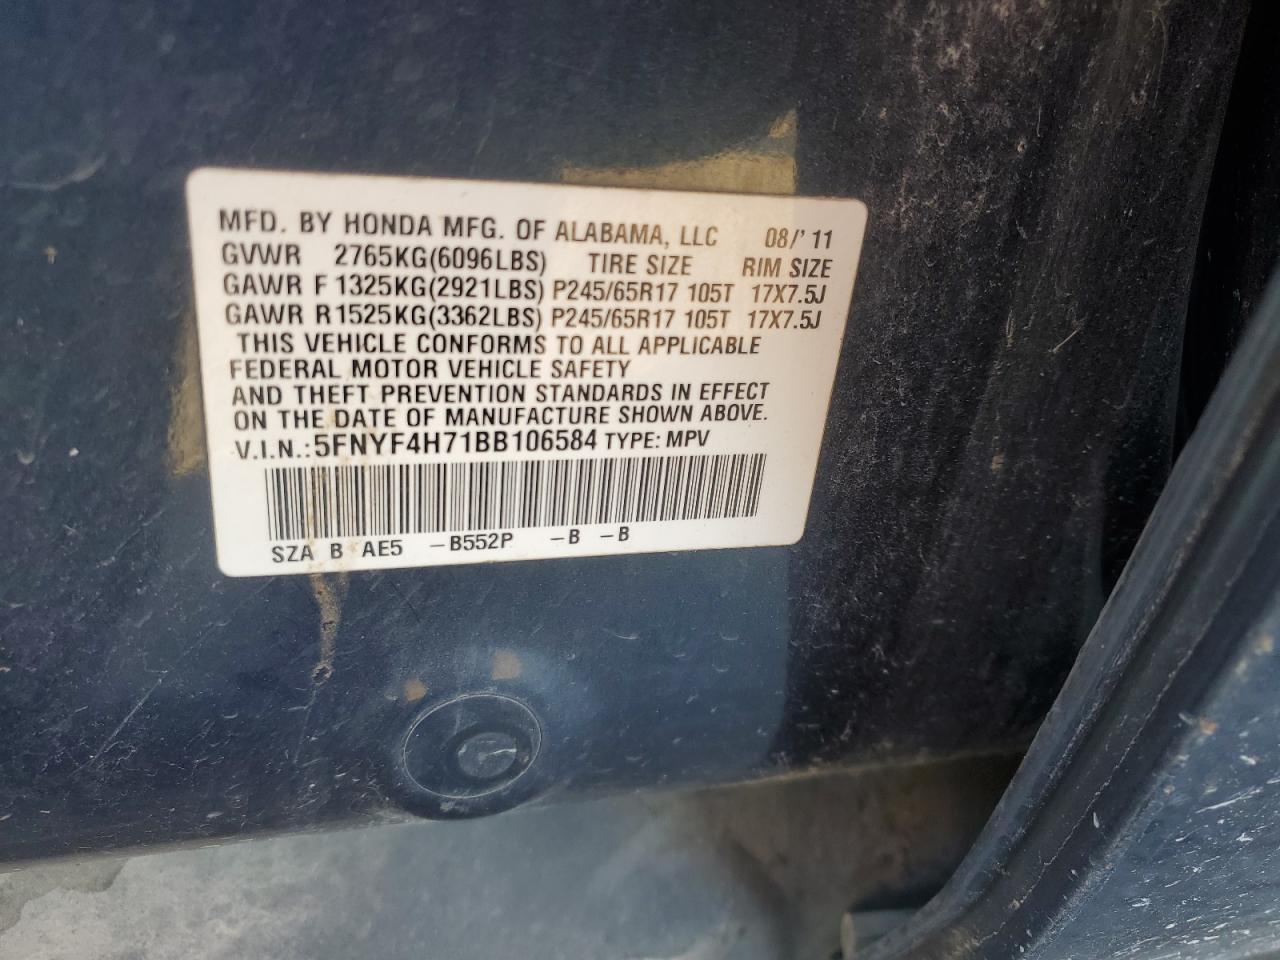 MFD. BY HONDA MFG. OF ALABAMA, LLC 08/'11
GVWR 2765KG(6096LBS) TIRE SIZE RIM SIZE
GAWR F 1325KG(2921LBS) P245/65R17 105T 17X7.5J
GAWR R1525KG(3362LBS) P245/65R17 105T 17X7.5J
THIS VEHICLE CONFORMS TO ALL APPLICABLE
FEDERAL MOTOR VEHICLE SAFETY
AND THEFT PREVENTION STANDARDS IN EFFECT
ON THE DATE OF MANUFACTURE SHOWN ABOVE.
V.I.N.:5FNYF4H71BB106584 TYPE: MPV
SZA B AE5 -B552P -B -B